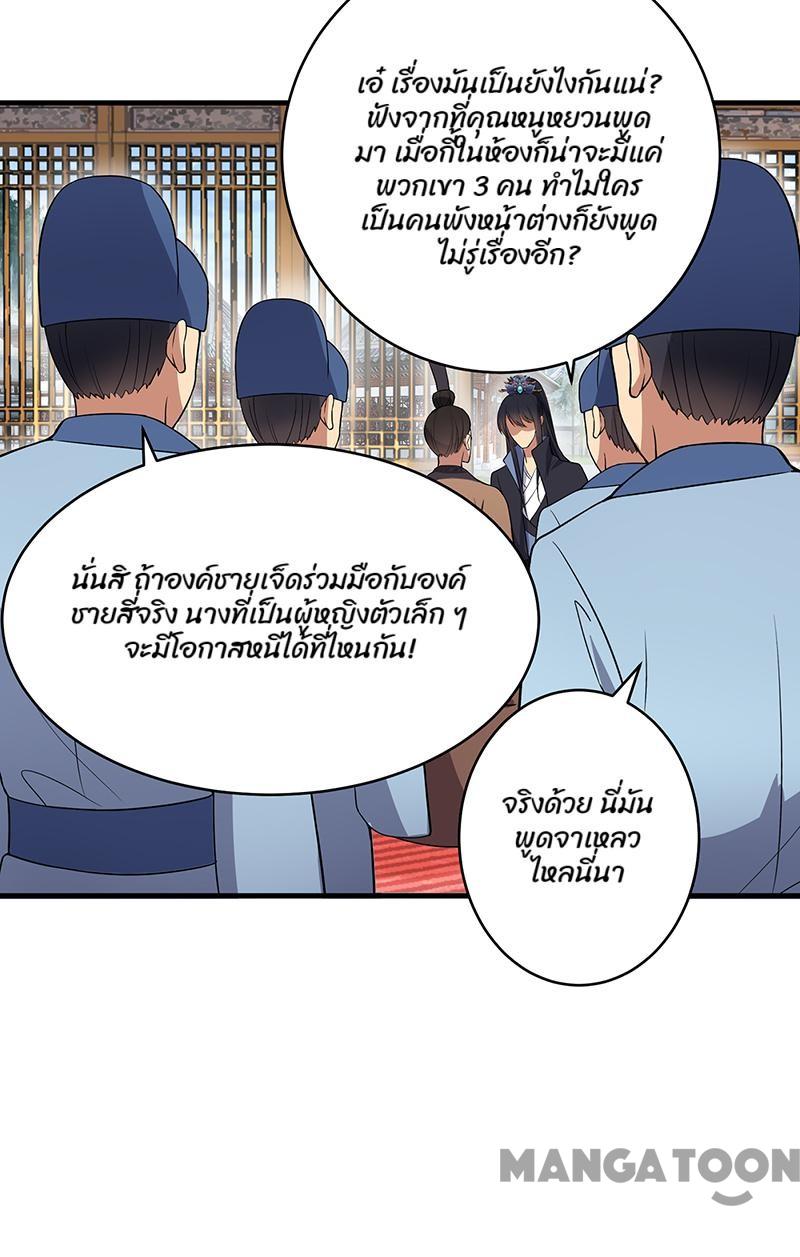 เอ๋ เรื่องมันเป็นยังไงกันแน่?
ฟังจากที่คุณหนูหยวนพูด
มา เมื่อกี้ในห้องก็น่าจะมีแค่
พวกเขา 3 คน ทำไมใคร
เป็นคนพังหน้าต่างก็ยังพูด
ไม่รู่เรื่องอีก?
นั่นสิ ถ้าองค์ชายเจ็ดร่วมมือกับองค์
ชายสี่จริง นางที่เป็นผู้หญิงตัวเล็ก ๆ
จะมีโอกาสหนีได้ที่ไหนกัน!
จริงด้วย นี่มัน
พูดจาเหลว
ไหลนี่นา
MANGATOON